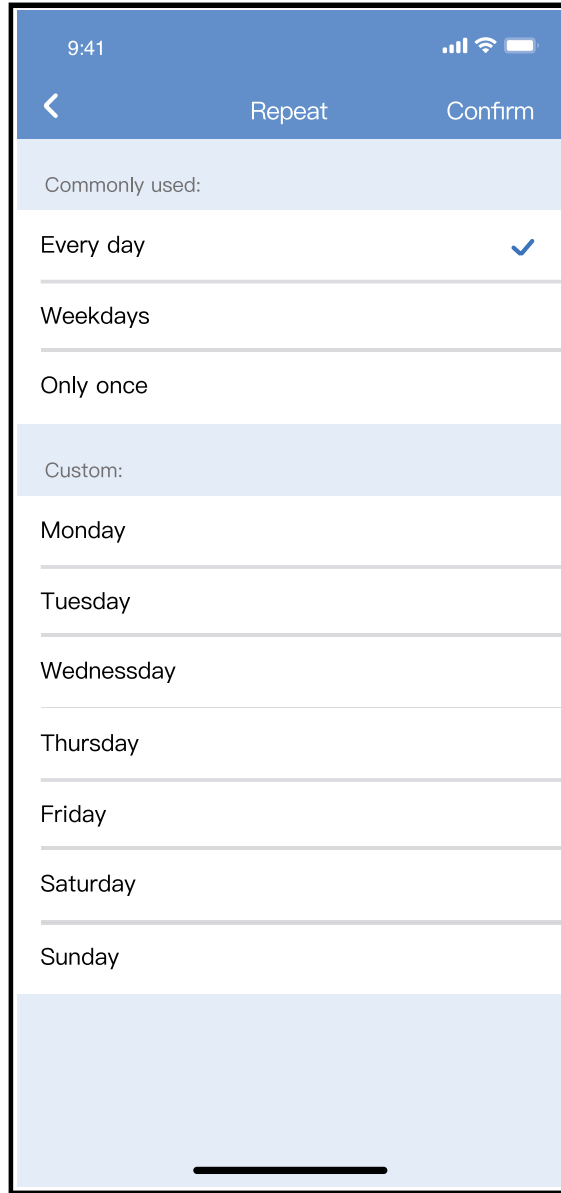 9:41
Repeat Confirm
Commonly used:
Every day
Weekdays
Only once
Custom:
Monday
Tuesday
Wednessday
Thursday
Friday
Saturday
Sunday